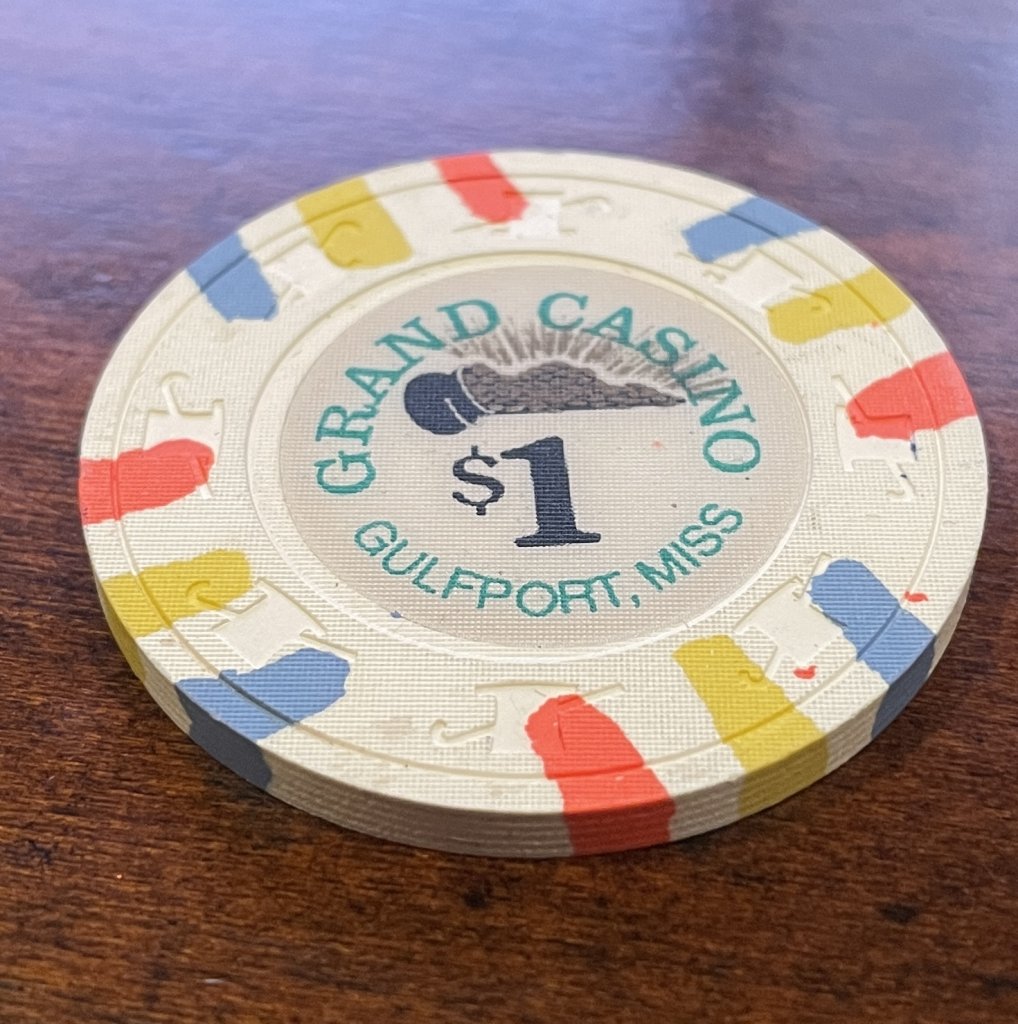 GRAND CASINO
$1
GULFPORT, MISS